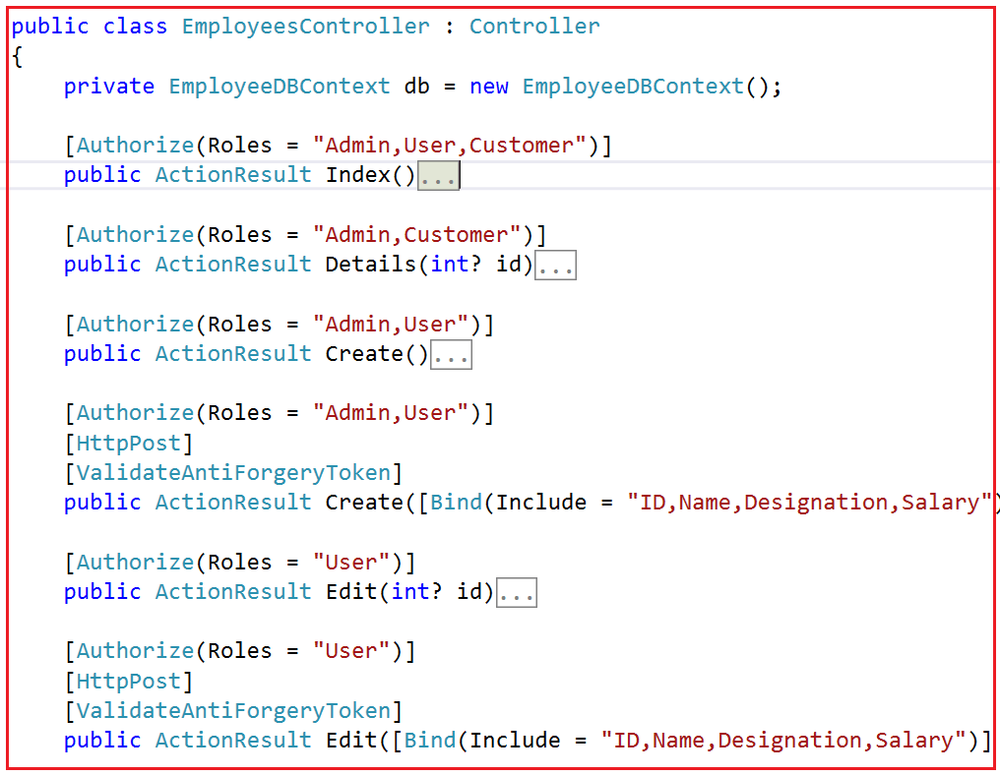 public class EmployeesController : Controller
{
    private EmployeeDBContext db = new EmployeeDBContext();

    [Authorize(Roles = "Admin,User,Customer")]
    public ActionResult Index()...

    [Authorize(Roles = "Admin,Customer")]
    public ActionResult Details(int? id)...

    [Authorize(Roles = "Admin,User")]
    public ActionResult Create()...

    [Authorize(Roles = "Admin,User")]
    [HttpPost]
    [ValidateAntiForgeryToken]
    public ActionResult Create([Bind(Include = "ID,Name,Designation,Salary")

    [Authorize(Roles = "User")]
    public ActionResult Edit(int? id)...

    [Authorize(Roles = "User")]
    [HttpPost]
    [ValidateAntiForgeryToken]
    public ActionResult Edit([Bind(Include = "ID,Name,Designation,Salary")]